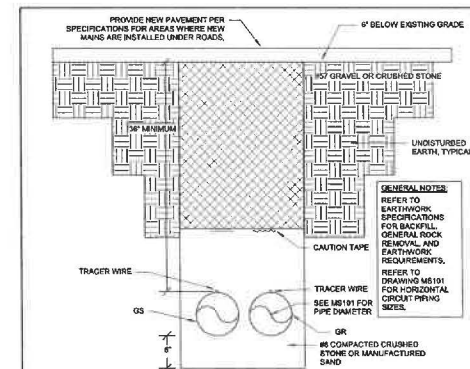 PROVIDE NEW PAVEMENT PER
SPECIFICATIONS FOR AREAS WHERE NEW
MAINS ARE INSTALLED UNDER ROADS,
6" BELOW EXISTING GRADE
#57 GRAVEL OR CRUSHED STONE
36" MINIMUM
UNDISTURBED
EARTH, TYPICAL
GENERAL NOTES:
REFER TO
EARTHWORK
SPECIFICATIONS
FOR BACKFILL,
GENERAL ROCK
REMOVAL, AND
EARTHWORK
REQUIREMENTS.
REFER TO
DRAWING MS101
FOR HORIZONTAL
CIRCUIT PIPING
SIZES.
CAUTION TAPE
TRACER WIRE
TRACER WIRE
SEE MS101 FOR
PIPE DIAMETER
GS
GR
6"
#8 COMPACTED CRUSHED
STONE OR MANUFACTURED
SAND